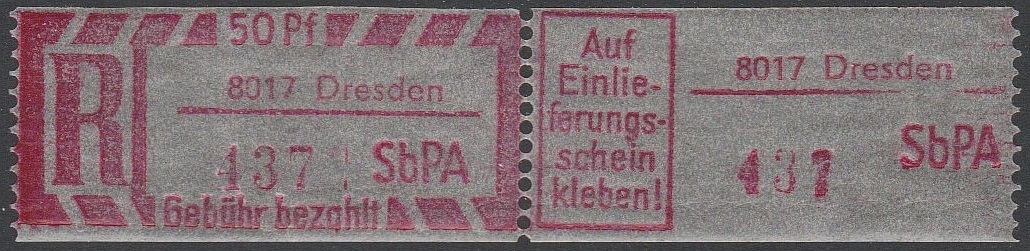 50 Pf
R
8017 Dresden
437 SbPA
Gebühr bezahlt
Auf
Einlie-
ferungs-
schein
kleben!
8017 Dresden
437 SbPA